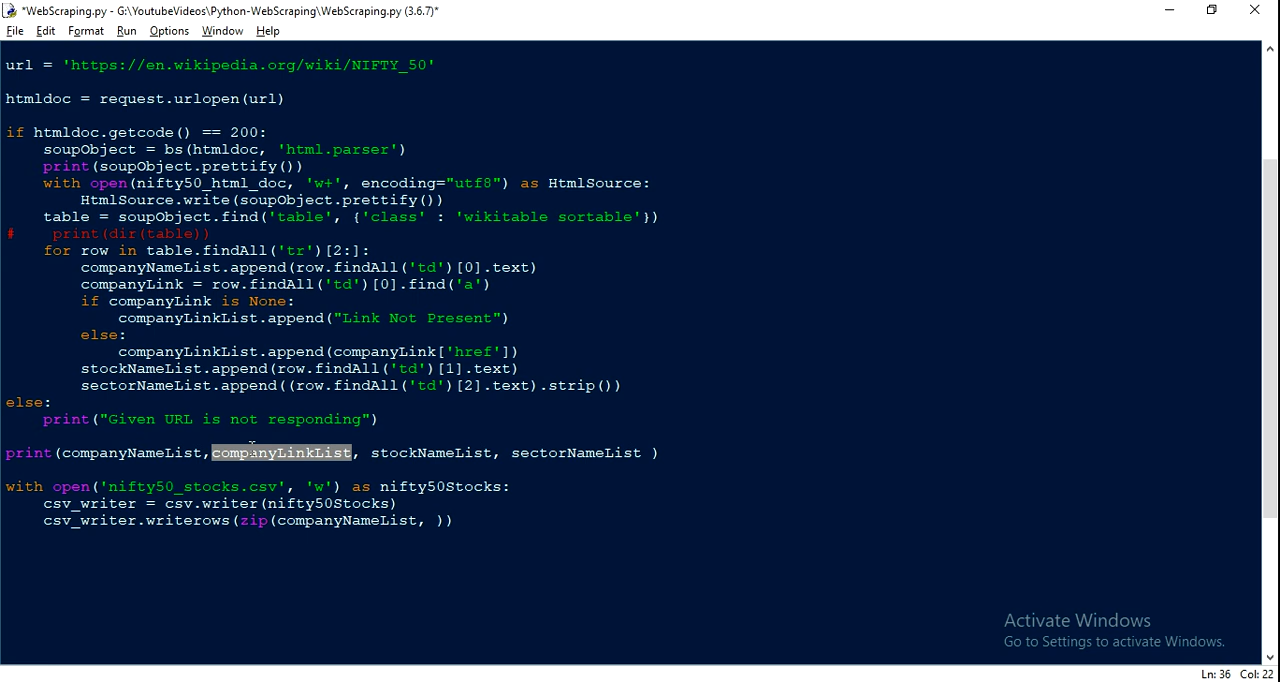 *WebScraping.py - G:\YoutubeVideos\Python-WebScraping\WebScraping.py (3.6.7)*
File Edit Format Run Options Window Help
url = 'https://en.wikipedia.org/wiki/NIFTY_50'
htmldoc = request.urlopen(url)
if htmldoc.getcode() == 200:
    soupObject = bs(htmldoc, 'html.parser')
    print(soupObject.prettify())
    with open(nifty50_html_doc, 'w+', encoding="utf8") as HtmlSource:
        HtmlSource.write(soupObject.prettify())
    table = soupObject.find('table', {'class' : 'wikitable sortable'})
#    print(dir(table))
    for row in table.findAll('tr')[2:]:
        companyNameList.append(row.findAll('td')[0].text)
        companyLink = row.findAll('td')[0].find('a')
        if companyLink is None:
            companyLinkList.append("Link Not Present")
        else:
            companyLinkList.append(companyLink['href'])
        stockNameList.append(row.findAll('td')[1].text)
        sectorNameList.append((row.findAll('td')[2].text).strip())
else:
    print("Given URL is not responding")
print(companyNameList,companyLinkList, stockNameList, sectorNameList )
with open('nifty50_stocks.csv', 'w') as nifty50Stocks:
    csv_writer = csv.writer(nifty50Stocks)
    csv_writer.writerows(zip(companyNameList, ))
Activate Windows
Go to Settings to activate Windows.
Ln: 36 Col: 22